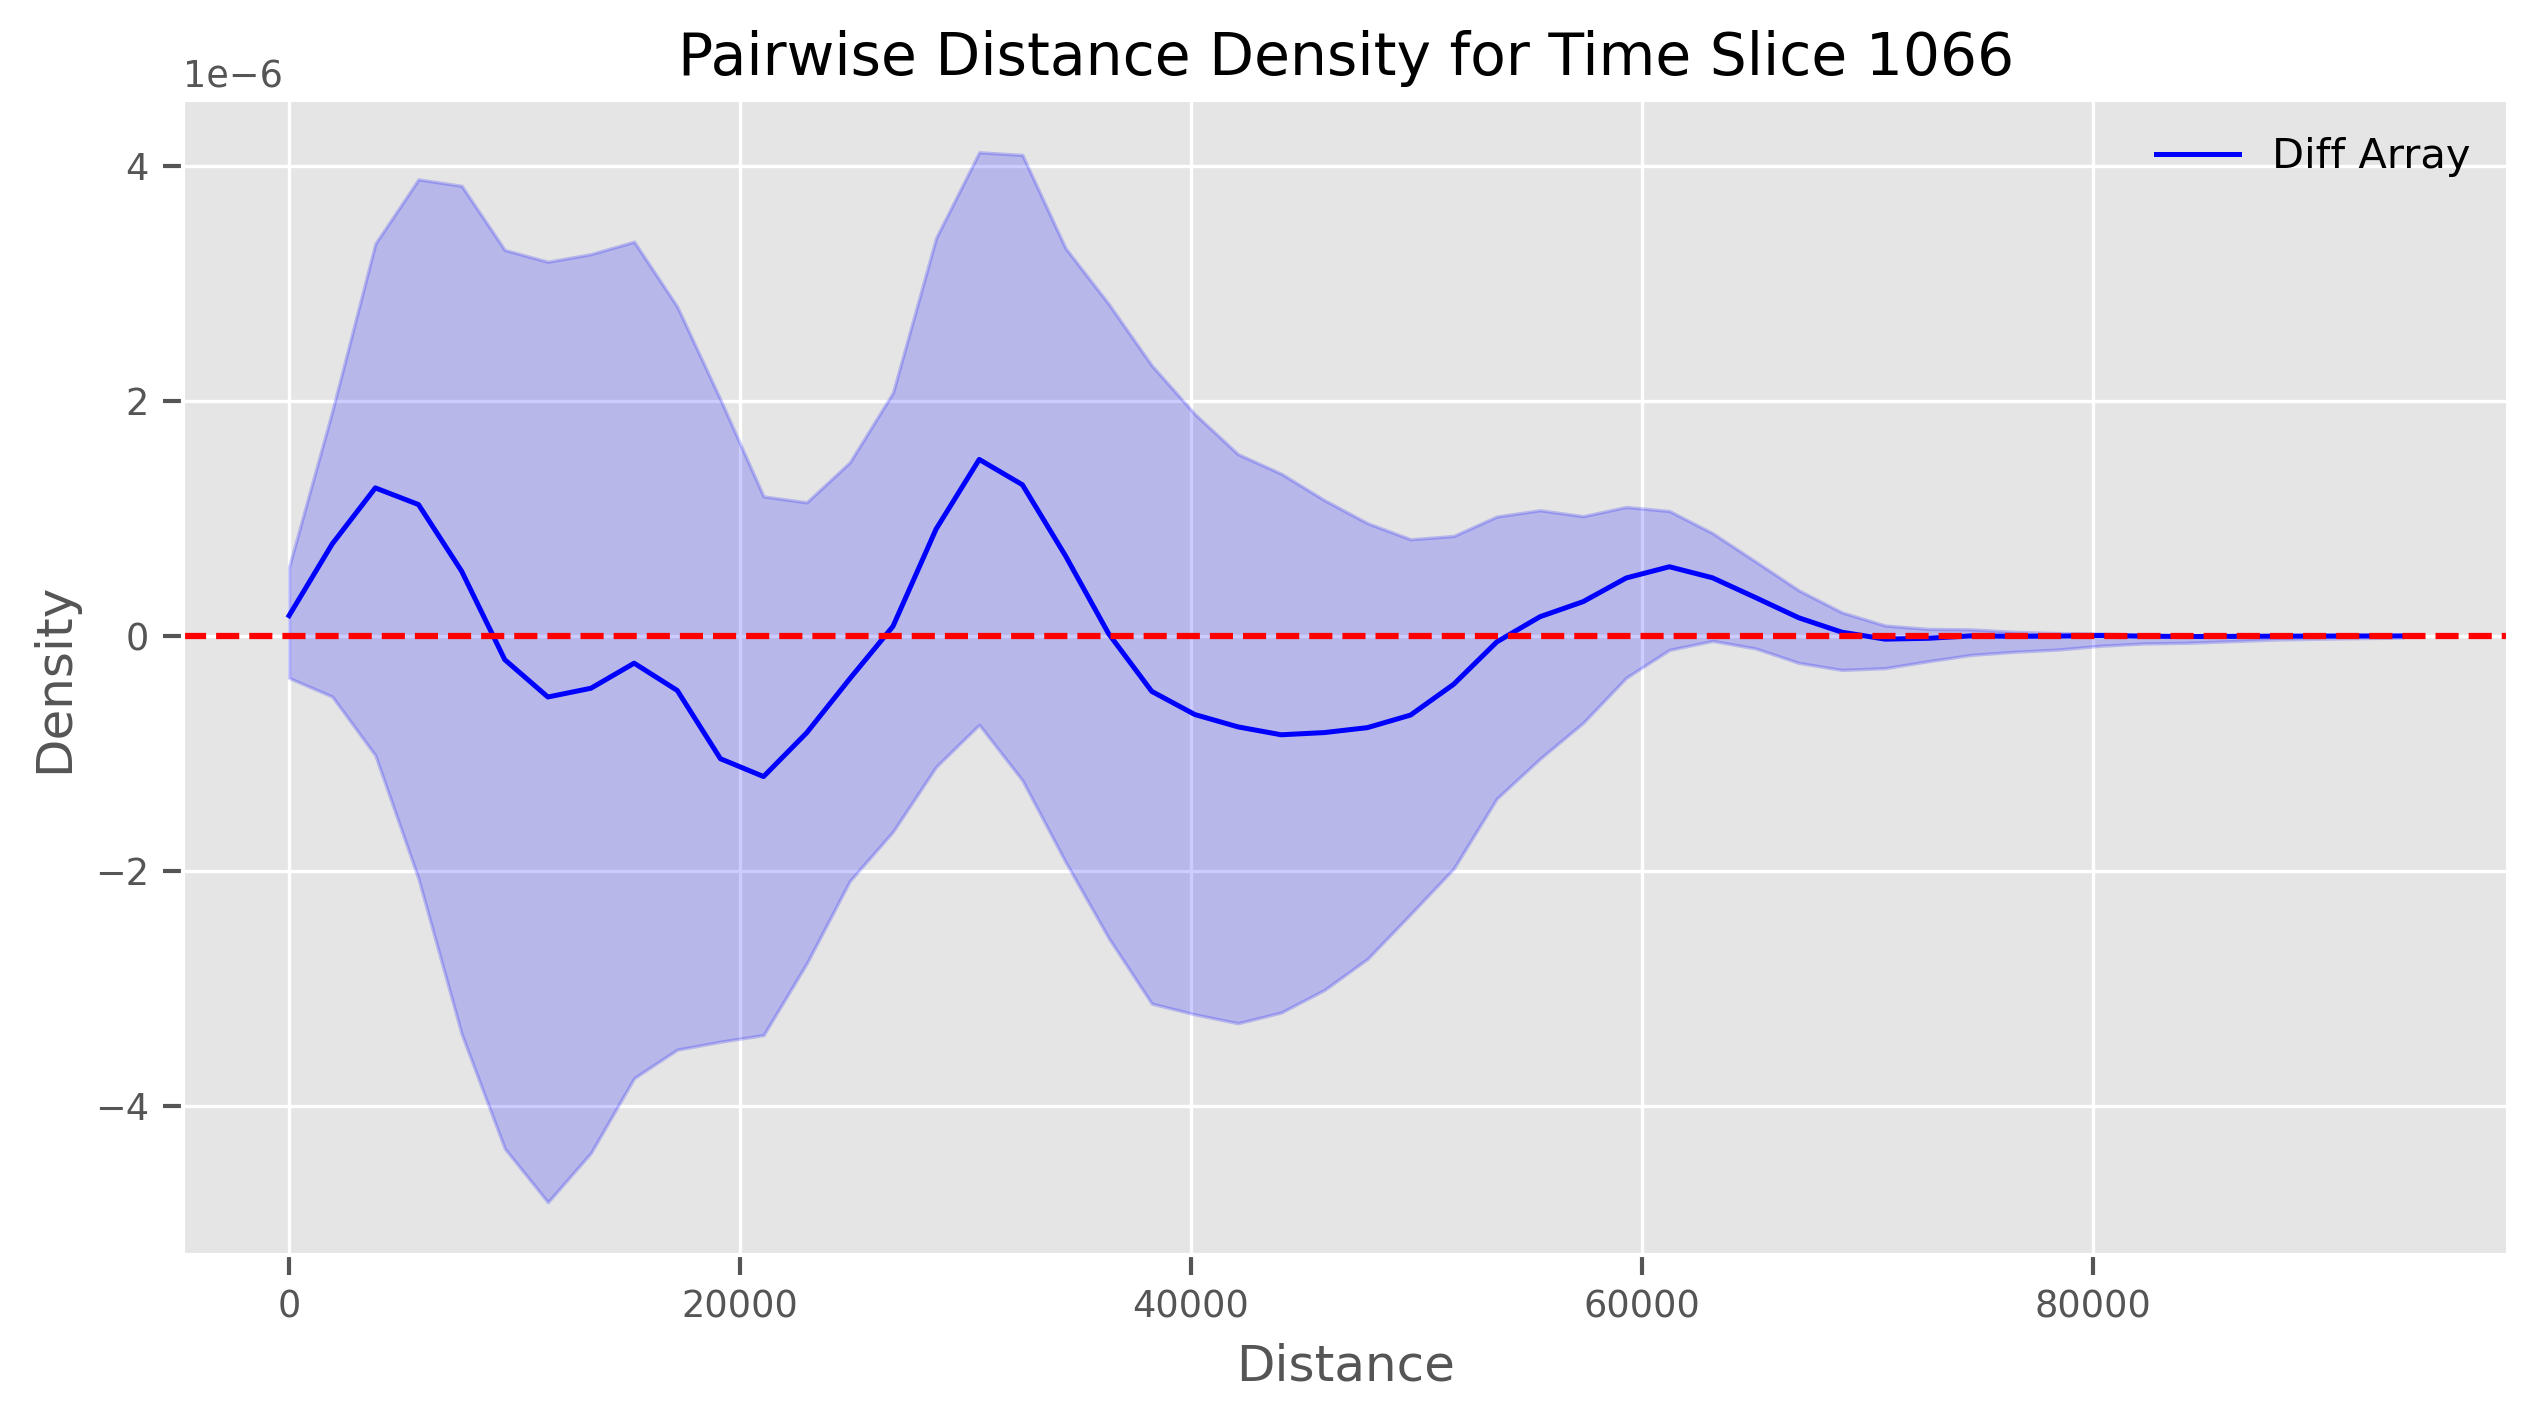 Pairwise Distance Density for Time Slice 1066
1e−6
Diff Array
4
2
0
−2
−4
Density
0 20000 40000 60000 80000
Distance